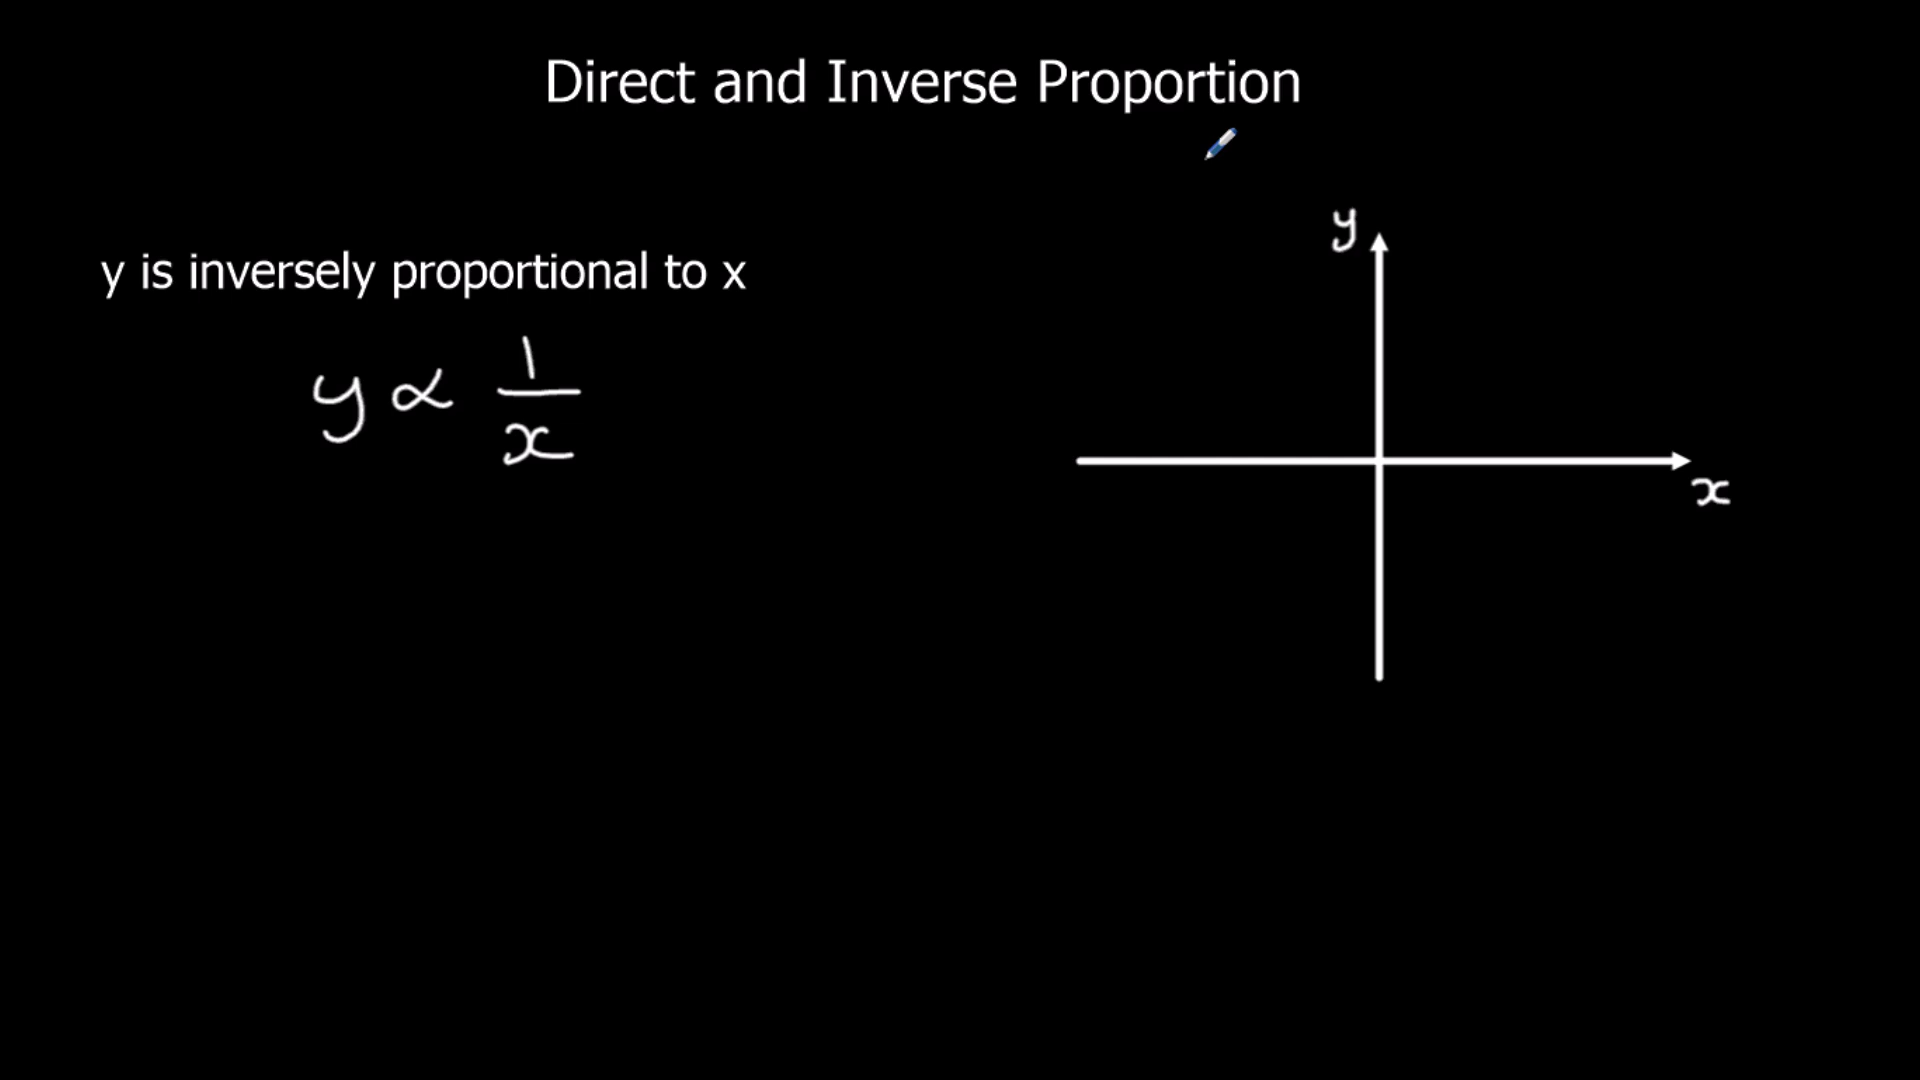 Direct and Inverse Proportion
y is inversely proportional to x
y ∝ 1/x
y
x